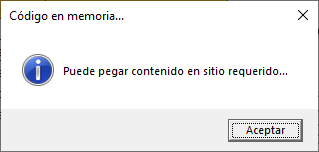 Código en memoria...
Puede pegar contenido en sitio requerido...
Aceptar